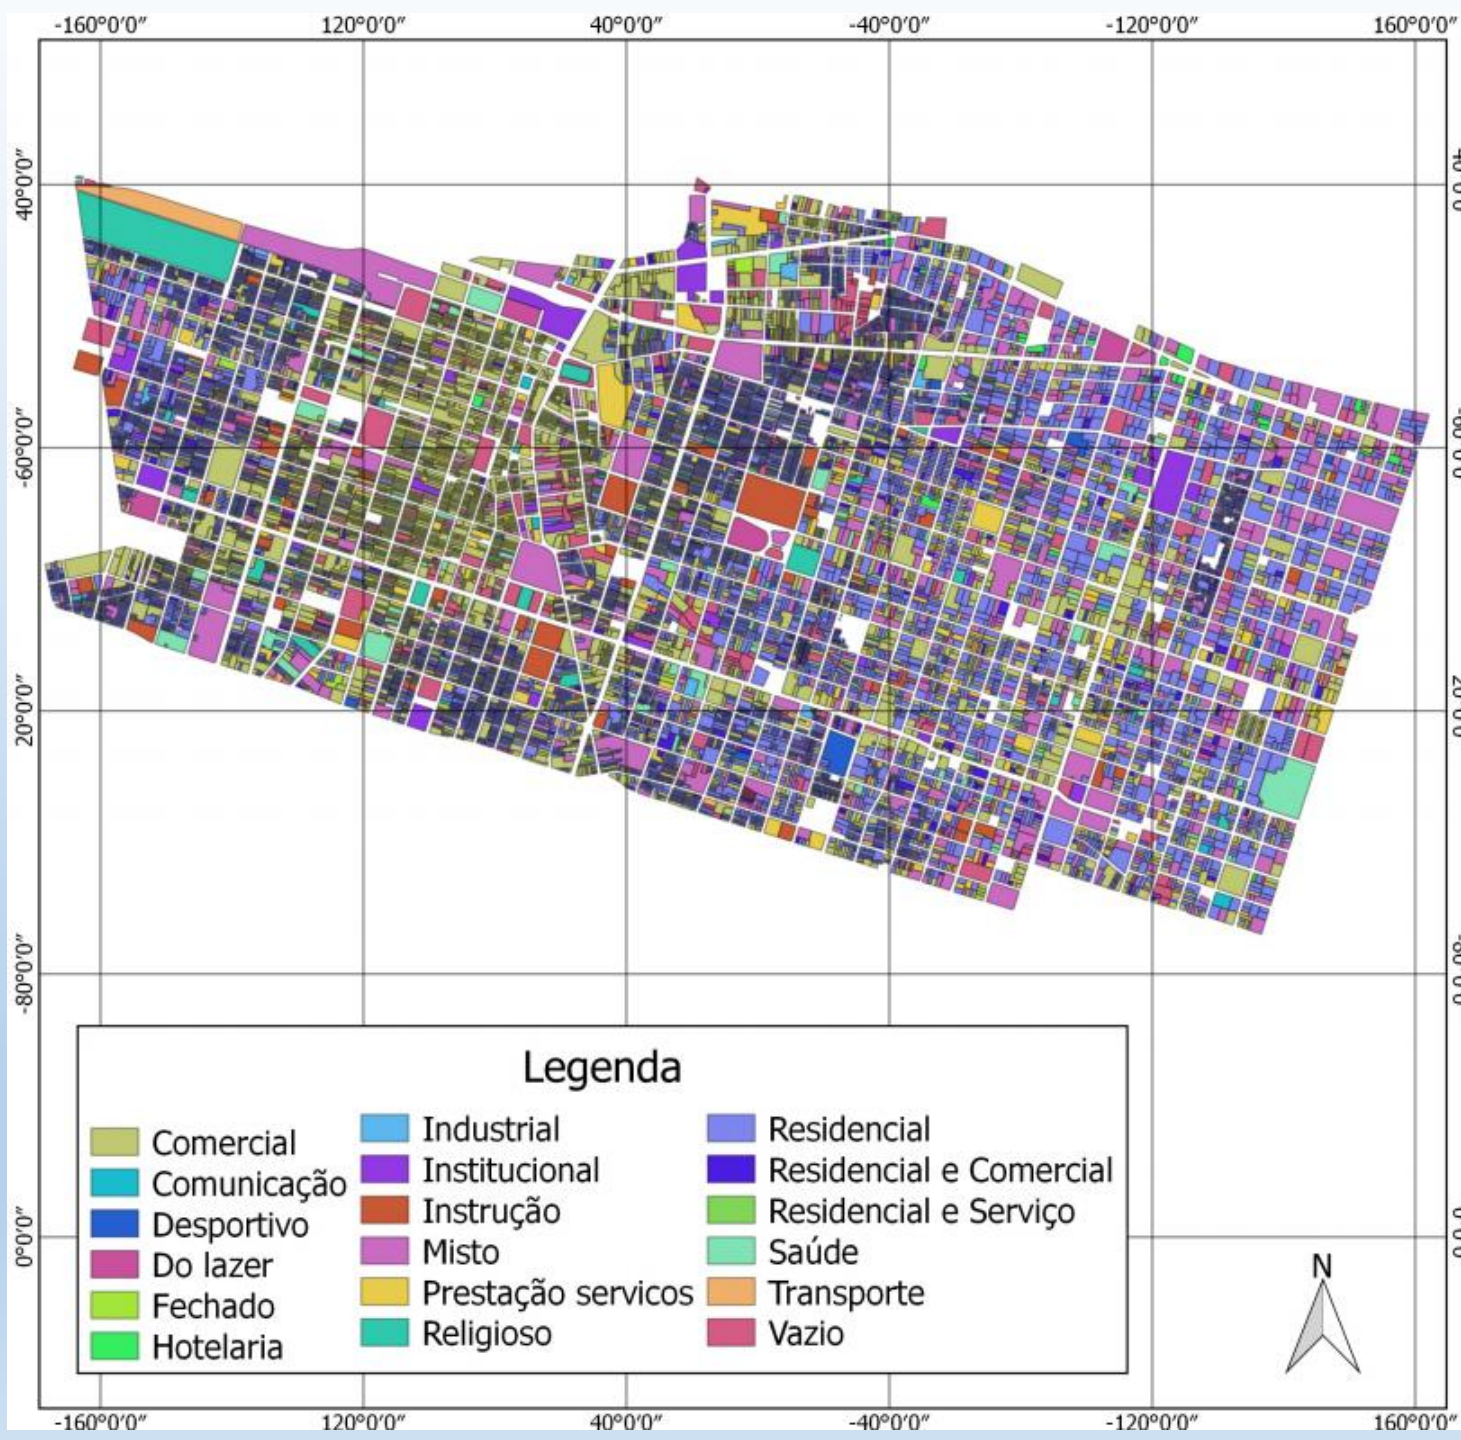 -160°0′0″ 120°0′0″ 40°0′0″ -40°0′0″ -120°0′0″ 160°0′0″
40°0′0″
-60°0′0″
20°0′0″
-80°0′0″
0°0′0″
Legenda
Comercial
Comunicação
Desportivo
Do lazer
Fechado
Hotelaria
Industrial
Institucional
Instrução
Misto
Prestação servicos
Religioso
Residencial
Residencial e Comercial
Residencial e Serviço
Saúde
Transporte
Vazio
N
-160°0′0″ 120°0′0″ 40°0′0″ -40°0′0″ -120°0′0″ 160°0′0″